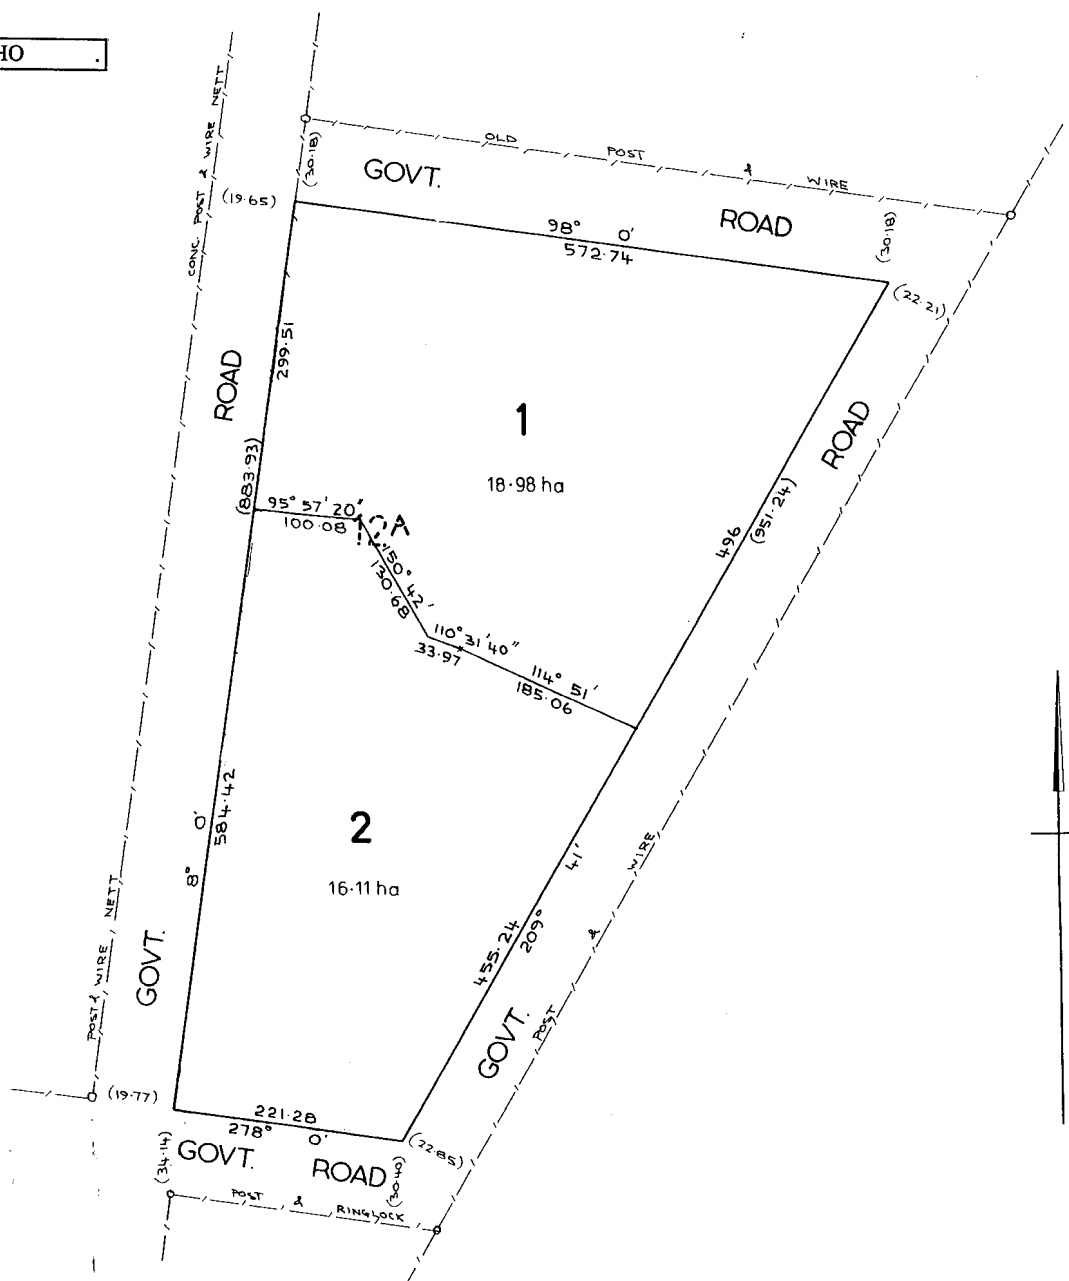 HO .
CONC POST & WIRE NETT
(30·18)
OLD POST & WIRE
GOVT. ROAD
(19·65)
98° 0'
572·74
(30·18)
(22·21)
299·51
ROAD
1
18·98 ha
ROAD
(883·93)
95° 57' 20"
100·08
12A
150° 42'
130·68
496
(951·24)
110° 31' 40"
33·97
114° 51'
185·06
8° 0'
584·42
2
16·11 ha
41'
209°
455·24
POST & WIRE
POST & WIRE NETT
GOVT.
GOVT.
(19·77)
221·28
278° 0'
(22·85)
(34·14)
GOVT. ROAD
(30·40)
POST & RINGLOCK